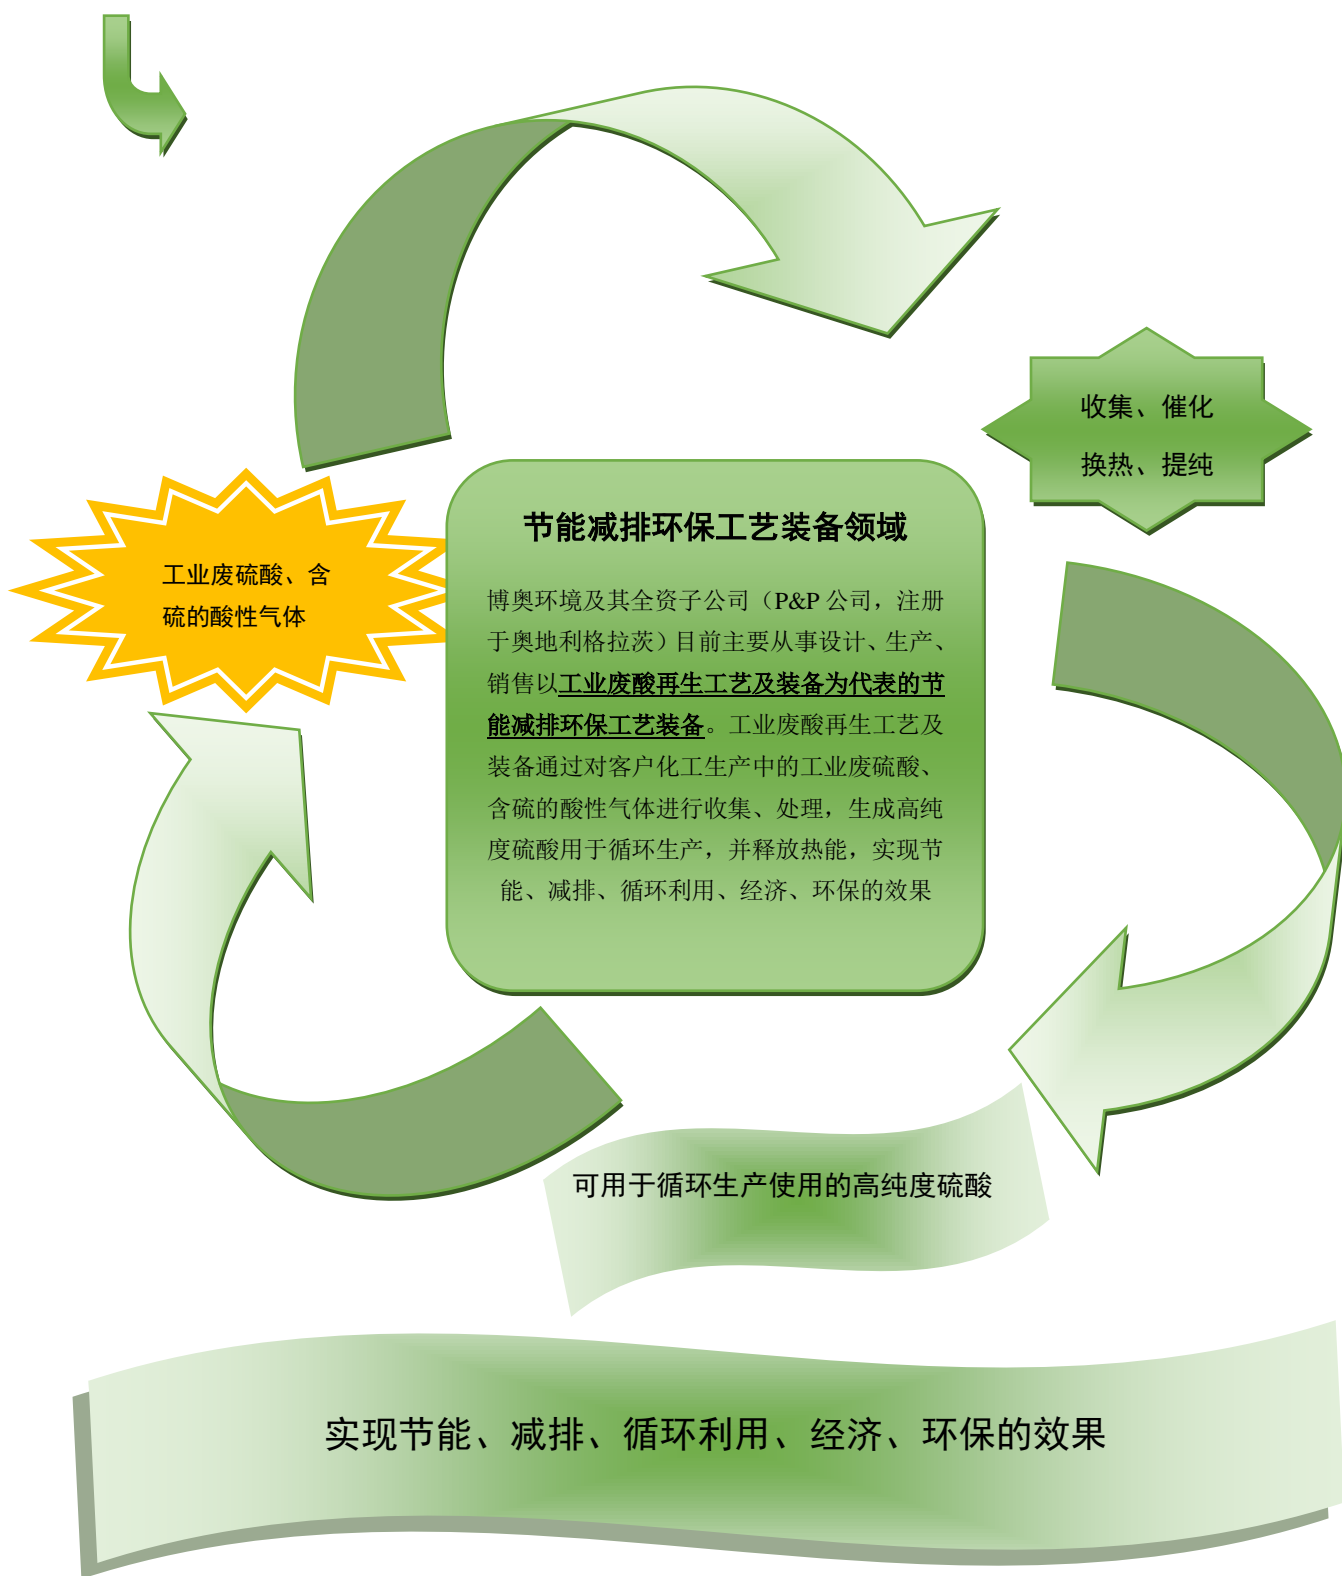 收集、催化
换热、提纯
工业废硫酸、含
硫的酸性气体
节能减排环保工艺装备领域
博奥环境及其全资子公司（P&P 公司，注册
于奥地利格拉茨）目前主要从事设计、生产、
销售以工业废酸再生工艺及装备为代表的节
能减排环保工艺装备。工业废酸再生工艺及
装备通过对客户化工生产中的工业废硫酸、
含硫的酸性气体进行收集、处理，生成高纯
度硫酸用于循环生产，并释放热能，实现节
能、减排、循环利用、经济、环保的效果
可用于循环生产使用的高纯度硫酸
实现节能、减排、循环利用、经济、环保的效果